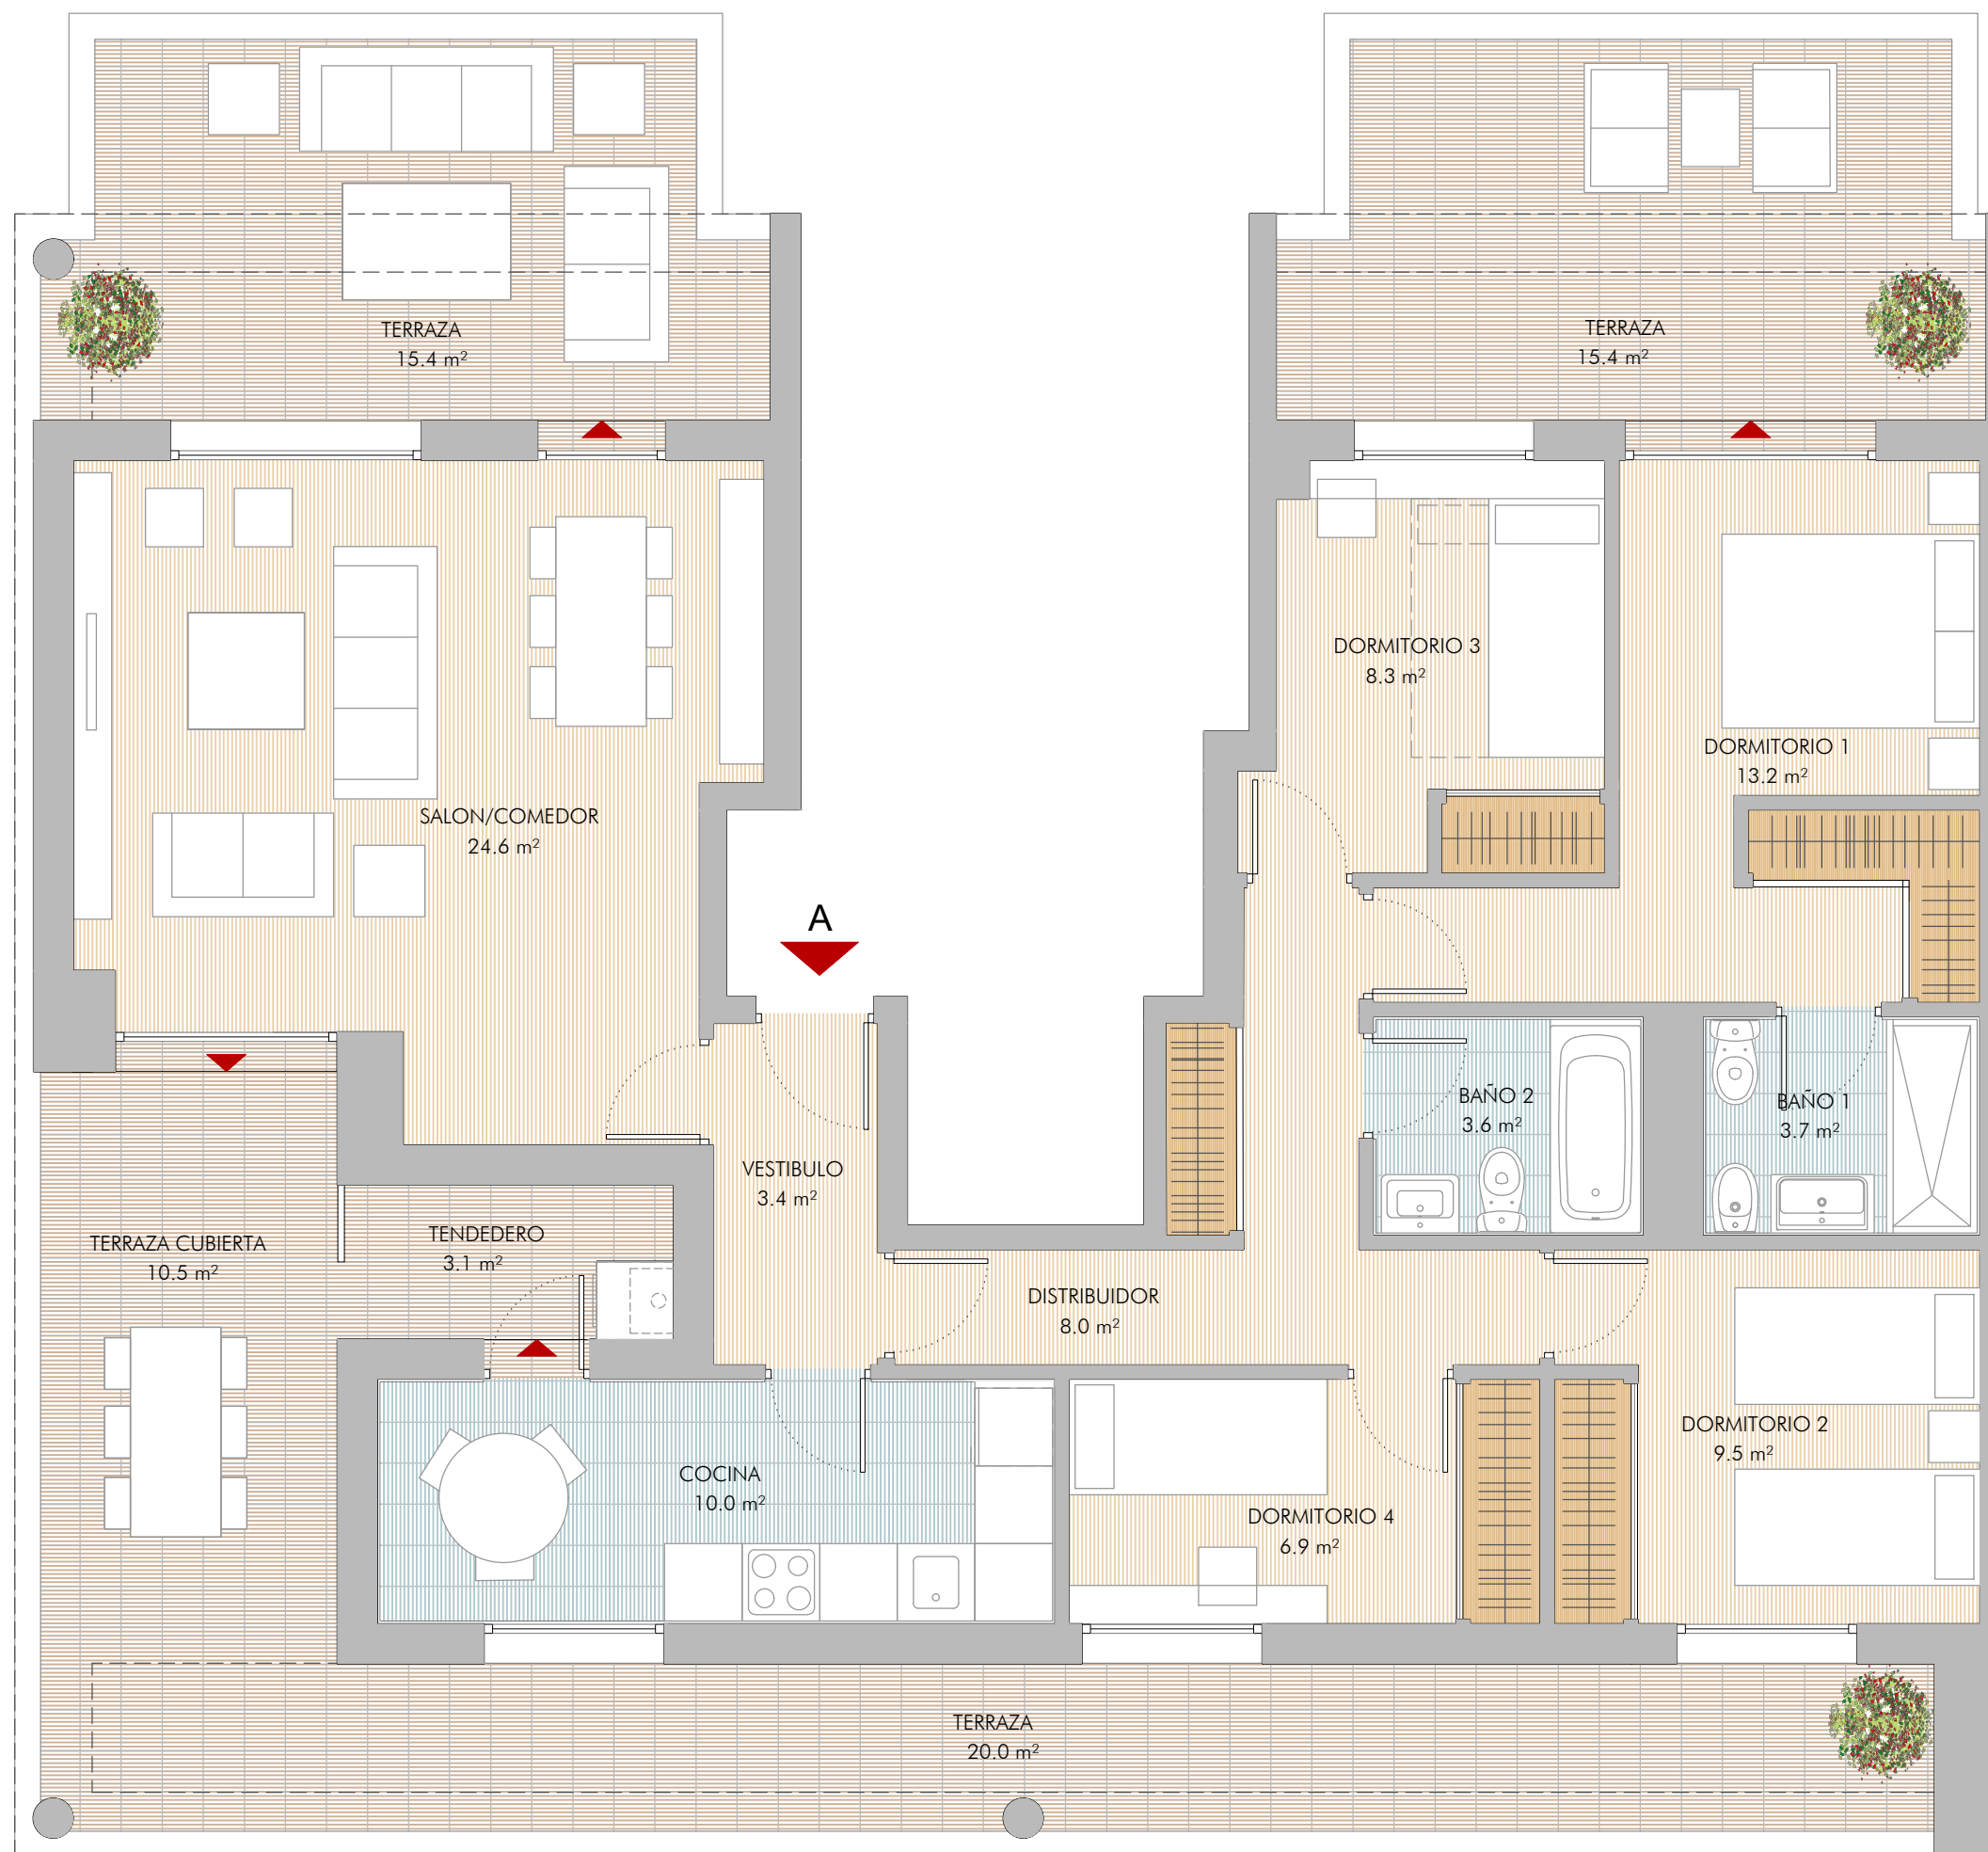 TERRAZA
15.4 m²
TERRAZA
15.4 m²
DORMITORIO 3
8.3 m²
DORMITORIO 1
13.2 m²
SALON/COMEDOR
24.6 m²
A
BAÑO 2
3.6 m²
BAÑO 1
3.7 m²
VESTIBULO
3.4 m²
TENDEDERO
3.1 m²
TERRAZA CUBIERTA
10.5 m²
DISTRIBUIDOR
8.0 m²
DORMITORIO 2
9.5 m²
COCINA
10.0 m²
DORMITORIO 4
6.9 m²
TERRAZA
20.0 m²